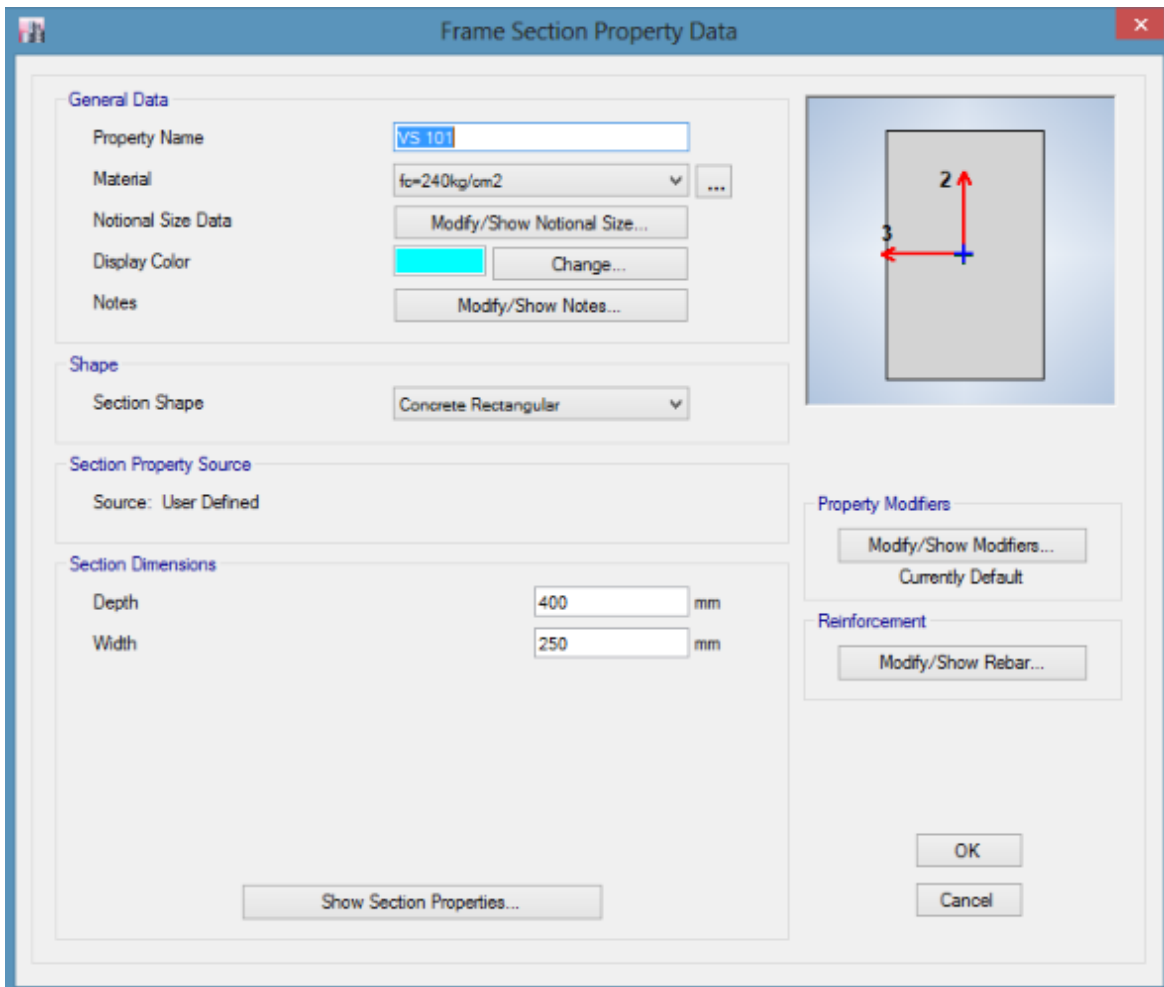 Frame Section Property Data
General Data
Property Name
VS 101
Material
fc=240kg/cm2
...
Notional Size Data
Modify/Show Notional Size...
Display Color
Change...
Notes
Modify/Show Notes...
2
3
Shape
Section Shape
Concrete Rectangular
Section Property Source
Source: User Defined
Section Dimensions
Depth
400
mm
Width
250
mm
Show Section Properties...
Property Modifiers
Modify/Show Modifiers...
Currently Default
Reinforcement
Modify/Show Rebar...
OK
Cancel